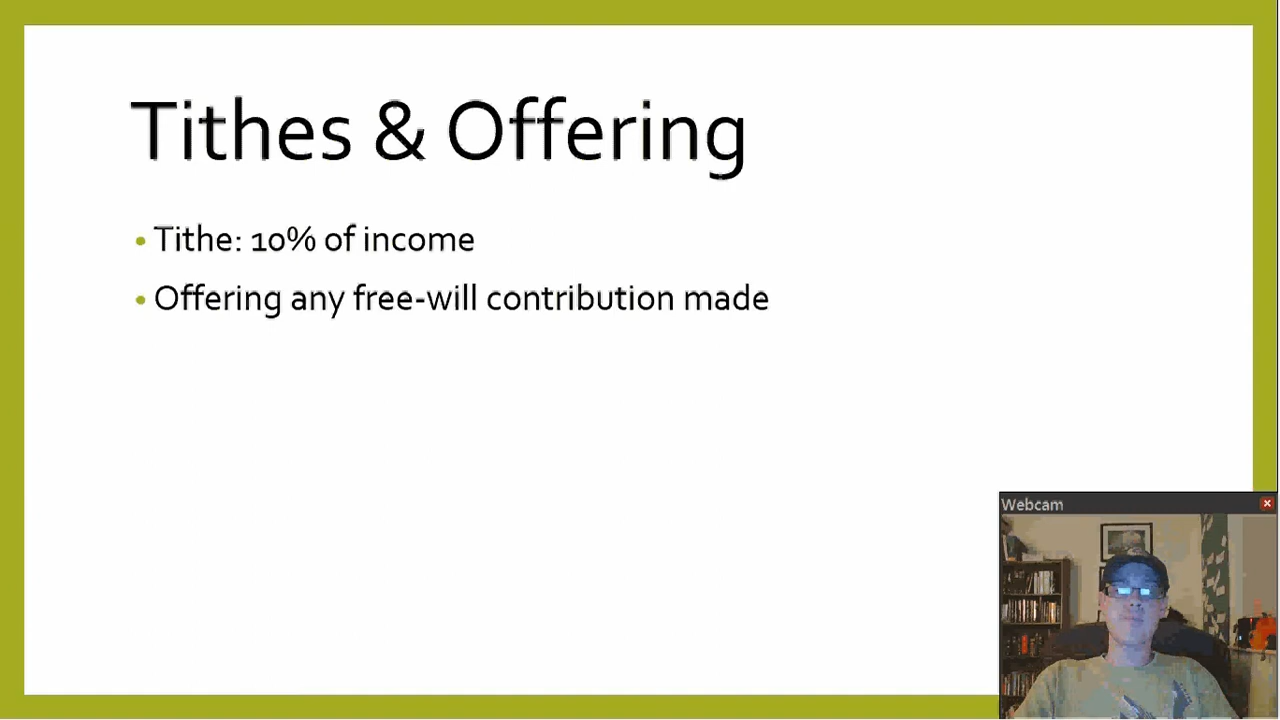 Tithes & Offering
• Tithe: 10% of income
• Offering any free-will contribution made
Webcam